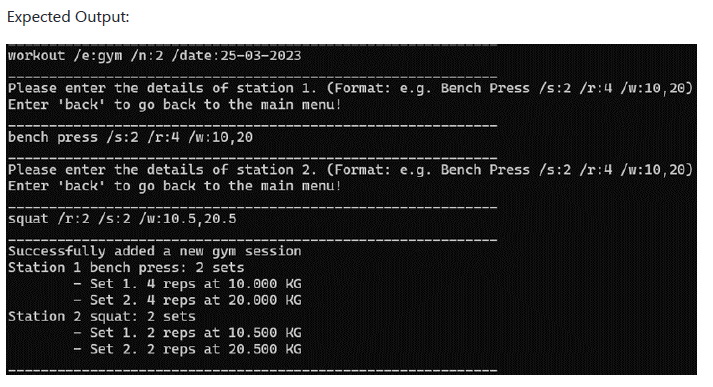 Expected Output:
workout /e:gym /n:2 /date:25-03-2023
Please enter the details of station 1. (Format: e.g. Bench Press /s:2 /r:4 /w:10,20)
Enter 'back' to go back to the main menu!
bench press /s:2 /r:4 /w:10,20
Please enter the details of station 2. (Format: e.g. Bench Press /s:2 /r:4 /w:10,20)
Enter 'back' to go back to the main menu!
squat /r:2 /s:2 /w:10.5,20.5
Successfully added a new gym session
Station 1 bench press: 2 sets
- Set 1. 4 reps at 10.000 KG
- Set 2. 4 reps at 20.000 KG
Station 2 squat: 2 sets
- Set 1. 2 reps at 10.500 KG
- Set 2. 2 reps at 20.500 KG